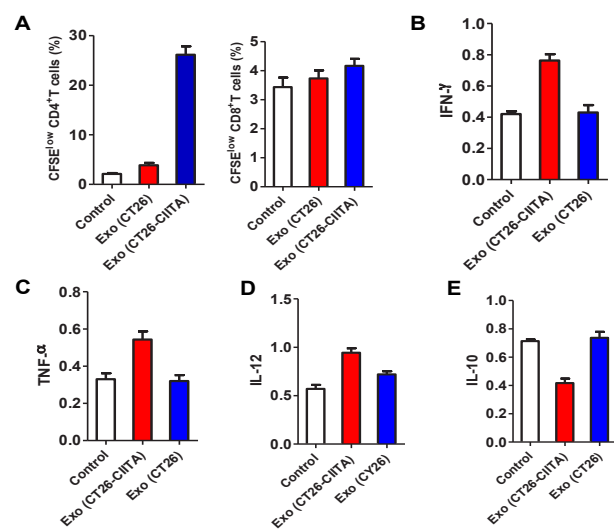 A
CFSE^low CD4^+T cells (%)
30
20
10
0
Control
Exo (CT26)
Exo (CT26-CIITA)
CFSE^low CD8^+T cells (%)
5
4
3
2
1
0
Control
Exo (CT26)
Exo (CT26-CIITA)
B
IFN-γ
1.0
0.8
0.6
0.4
0.2
0.0
Control
Exo (CT26-CIITA)
Exo (CT26)
C
TNF-α
0.8
0.6
0.4
0.2
0.0
Control
Exo (CT26-CIITA)
Exo (CT26)
D
IL-12
1.5
1.0
0.5
0.0
Control
Exo (CT26-CIITA)
Exo (CY26)
E
IL-10
1.0
0.8
0.6
0.4
0.2
0.0
Control
Exo (CT26-CIITA)
Exo (CT26)